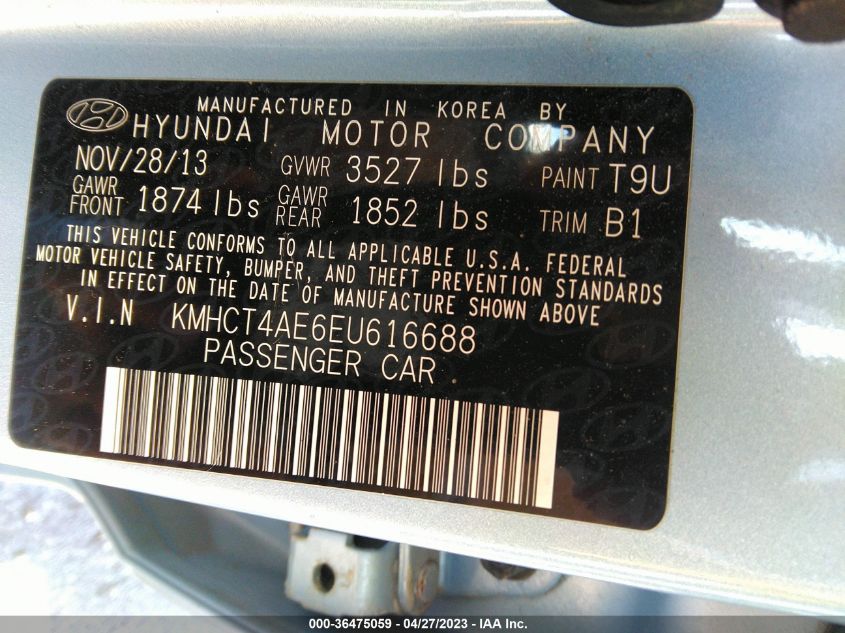 MANUFACTURED IN KOREA BY
HYUNDAI MOTOR COMPANY
NOV/28/13 GVWR 3527 lbs PAINT T9U
GAWR FRONT 1874 lbs GAWR REAR 1852 lbs TRIM B1
THIS VEHICLE CONFORMS TO ALL APPLICABLE U.S.A. FEDERAL
MOTOR VEHICLE SAFETY, BUMPER, AND THEFT PREVENTION STANDARDS
IN EFFECT ON THE DATE OF MANUFACTURE SHOWN ABOVE
V.I.N KMHCT4AE6EU616688
PASSENGER CAR
000-36475059 - 04/27/2023 - IAA Inc.